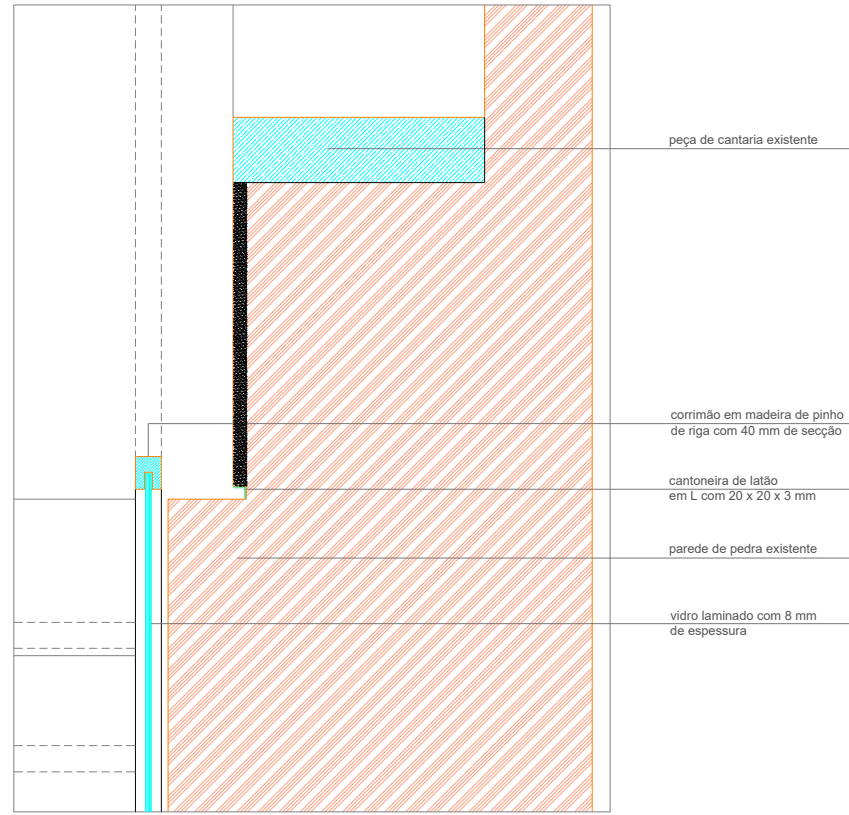 peça de cantaria existente
corrimão em madeira de pinho
de riga com 40 mm de secção
cantoneira de latão
em L com 20 x 20 x 3 mm
parede de pedra existente
vidro laminado com 8 mm
de espessura